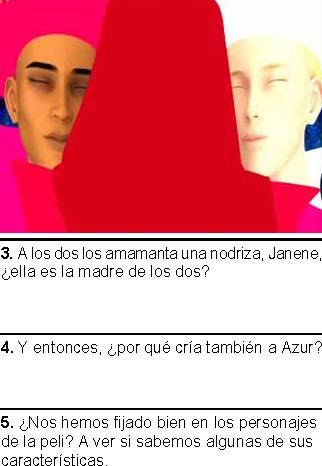 3. A los dos los amamanta una nodriza, Janene,
¿ella es la madre de los dos?
4. Y entonces, ¿por qué cría también a Azur?
5. ¿Nos hemos fijado bien en los personajes
de la peli? A ver si sabemos algunas de sus
características.